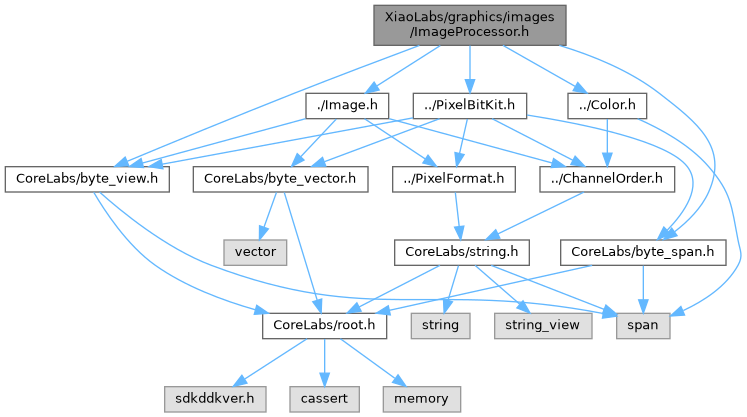 XiaoLabs/graphics/images
/ImageProcessor.h
./Image.h
../PixelBitKit.h
../Color.h
CoreLabs/byte_view.h
CoreLabs/byte_vector.h
../PixelFormat.h
../ChannelOrder.h
vector
CoreLabs/string.h
CoreLabs/byte_span.h
CoreLabs/root.h
string
string_view
span
sdkddkver.h
cassert
memory